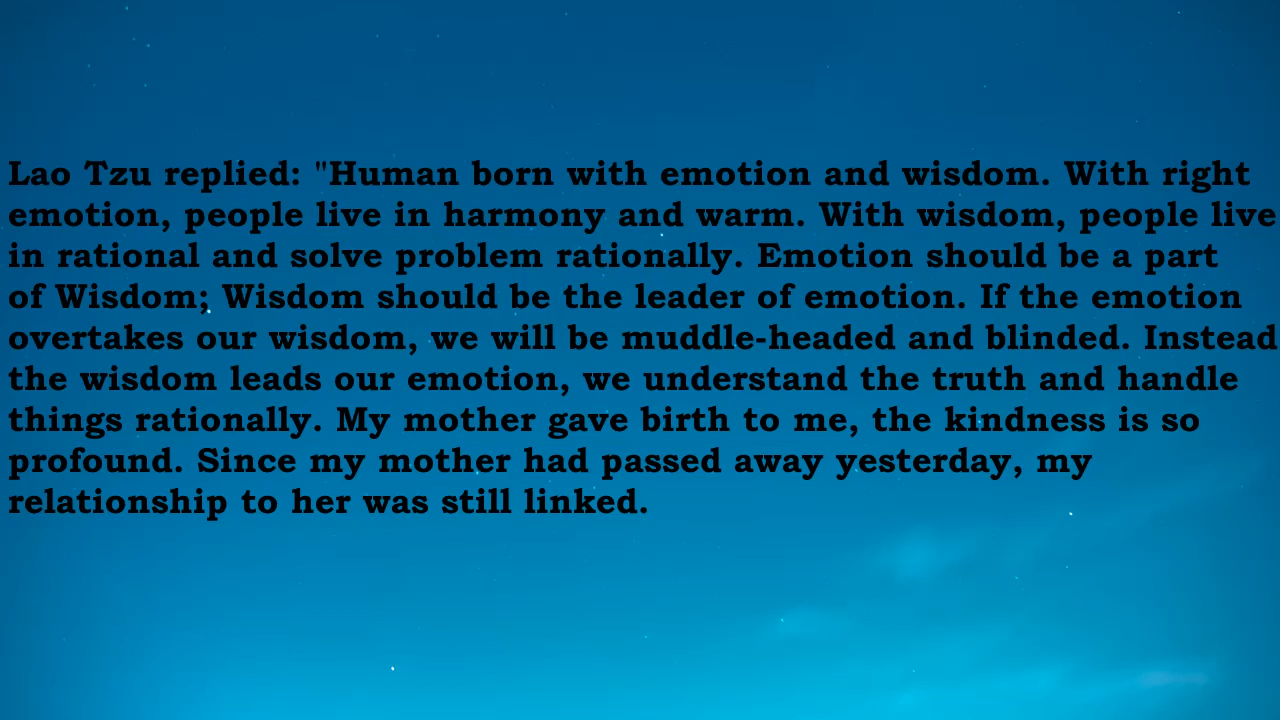 Lao Tzu replied: "Human born with emotion and wisdom. With right
emotion, people live in harmony and warm. With wisdom, people live
in rational and solve problem rationally. Emotion should be a part
of Wisdom; Wisdom should be the leader of emotion. If the emotion
overtakes our wisdom, we will be muddle-headed and blinded. Instead
the wisdom leads our emotion, we understand the truth and handle
things rationally. My mother gave birth to me, the kindness is so
profound. Since my mother had passed away yesterday, my
relationship to her was still linked.